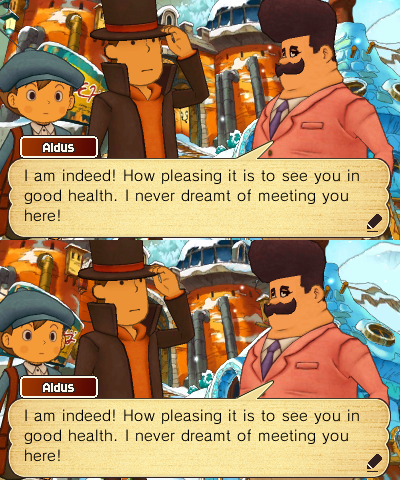 Aldus
I am indeed! How pleasing it is to see you in
good health. I never dreamt of meeting you
here!
Aldus
I am indeed! How pleasing it is to see you in
good health. I never dreamt of meeting you
here!